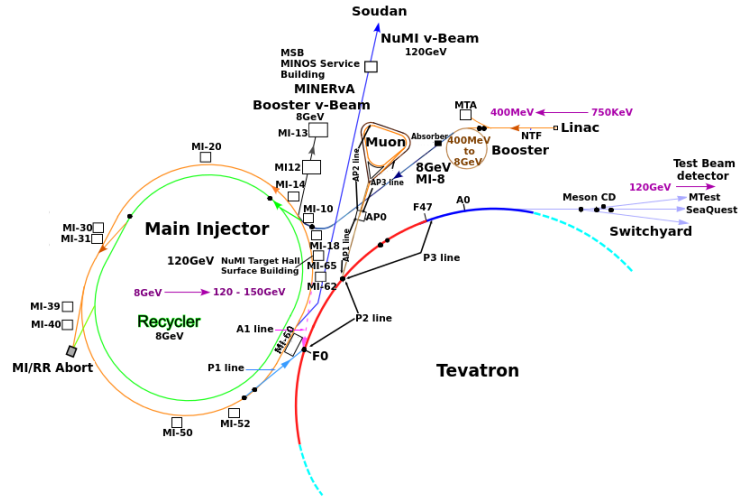 Soudan
NuMI v-Beam
120GeV
MSB
MINOS Service
Building
MINERvA
Booster v-Beam
8GeV
MI-13
MTA
400MeV
750KeV
Linac
NTF
Absorber
400MeV
to
8GeV
Booster
Muon
MI-20
MI12
AP2 line
AP3 line
8GeV
MI-8
Test Beam
detector
120GeV
MTest
SeaQuest
Meson CD
Switchyard
MI-14
MI-10
AP0
F47
A0
MI-30
MI-31
Main Injector
MI-18
AP1 line
120GeV
NuMI Target Hall
Surface Building
MI-65
MI-62
P3 line
8GeV
120 - 150GeV
MI-39
MI-40
Recycler
8GeV
A1 line
MI-60
P2 line
F0
MI/RR Abort
P1 line
Tevatron
MI-52
MI-50